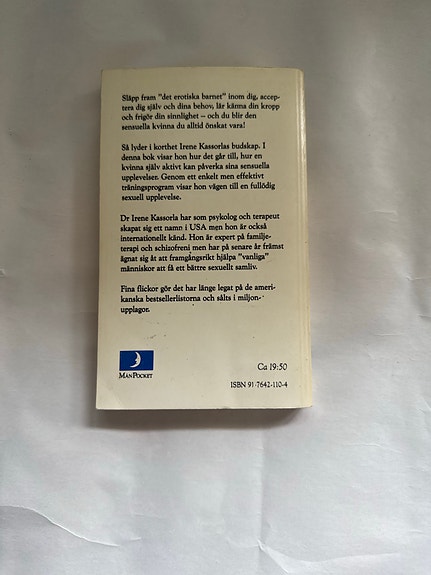 Släpp fram "det erotiska barnet" inom dig, accep-
tera dig själv och dina behov, lär känna din kropp
och frigör din sinnlighet – och du blir den
sensuella kvinna du alltid önskat vara!
Så lyder i korthet Irene Kassorlas budskap. I
denna bok visar hon hur det går till, hur en
kvinna själv aktivt kan påverka sina sensuella
upplevelser. Genom ett enkelt men effektivt
träningsprogram visar hon vägen till en fullödig
sexuell upplevelse.
Dr Irene Kassorla har som psykolog och terapeut
skapat sig ett namn i USA men hon är också
internationellt känd. Hon är expert på familje-
terapi och schizofreni men har på senare år främst
ägnat sig åt att framgångsrikt hjälpa "vanliga"
människor att få ett bättre sexuellt samliv.
Fina flickor gör det har länge legat på de ameri-
kanska bestsellerlistorna och sålts i miljon-
upplagor.
MånPocket
Ca 19:50
ISBN 91-7642-110-4